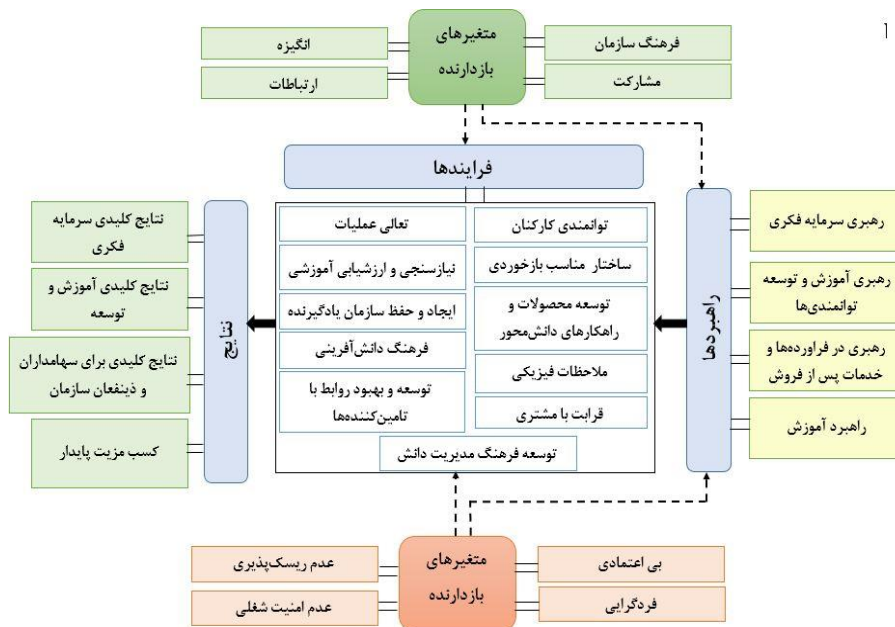 ۱
متغیرهای
بازدارنده
فرهنگ سازمان
مشارکت
انگیزه
ارتباطات
فرایندها
راهبردها
رهبری سرمایه فکری
رهبری آموزش و توسعه
توانمندی‌ها
رهبری در فراورده‌ها و
خدمات پس از فروش
راهبرد آموزش
توانمندی کارکنان
ساختار مناسب بازخوردی
توسعه محصولات و
راهکارهای دانش‌محور
ملاحظات فیزیکی
قرابت با مشتری
تعالی عملیات
نیازسنجی و ارزشیابی آموزشی
ایجاد و حفظ سازمان یادگیرنده
فرهنگ دانش‌آفرینی
توسعه و بهبود روابط با
تامین‌کننده‌ها
توسعه فرهنگ مدیریت دانش
نتایج
نتایج کلیدی سرمایه
فکری
نتایج کلیدی آموزش و
توسعه
نتایج کلیدی برای سهامداران
و ذینفعان سازمان
کسب مزیت پایدار
متغیرهای
بازدارنده
بی اعتمادی
فردگرایی
عدم ریسک‌پذیری
عدم امنیت شغلی